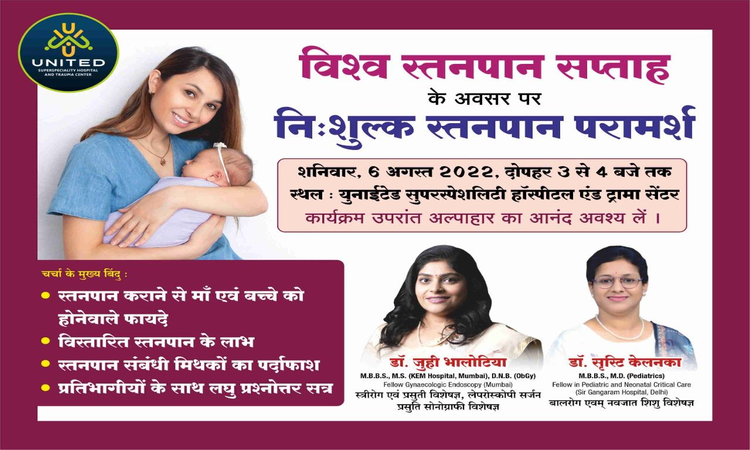 UNITED
SUPERSPECIALITY HOSPITAL
AND TRAUMA CENTER
विश्व स्तनपान सप्ताह
के अवसर पर
निःशुल्क स्तनपान परामर्श
शनिवार, 6 अगस्त 2022, दोपहर 3 से 4 बजे तक
स्थल : युनाईटेड सुपरस्पेशलिटी हॉस्पीटल एंड ट्रामा सेंटर
कार्यक्रम उपरांत अल्पाहार का आनंद अवश्य लें ।
चर्चा के मुख्य बिंदु :
• स्तनपान कराने से माँ एवं बच्चे को
होनेवाले फायदे
• विस्तारित स्तनपान के लाभ
• स्तनपान संबंधी मिथकों का पर्दाफाश
• प्रतिभागीयों के साथ लघु प्रश्नोत्तर सत्र
डॉ. जुही भालोटिया
M.B.B.S., M.S. (KEM Hospital, Mumbai), D.N.B. (ObGy)
Fellow Gynaecologic Endoscopy (Mumbai)
स्त्रीरोग एवं प्रसुती विशेषज्ञ, लेपरोस्कोपी सर्जन
प्रसुति सोनोग्राफी विशेषज्ञ
डॉ. सृस्टि केलनका
M.B.B.S., M.D. (Pediatrics)
Fellow in Pediatric and Neonatal Critical Care
(Sir Gangaram Hospital, Delhi)
बालरोग एवम् नवजात शिशु विशेषज्ञ